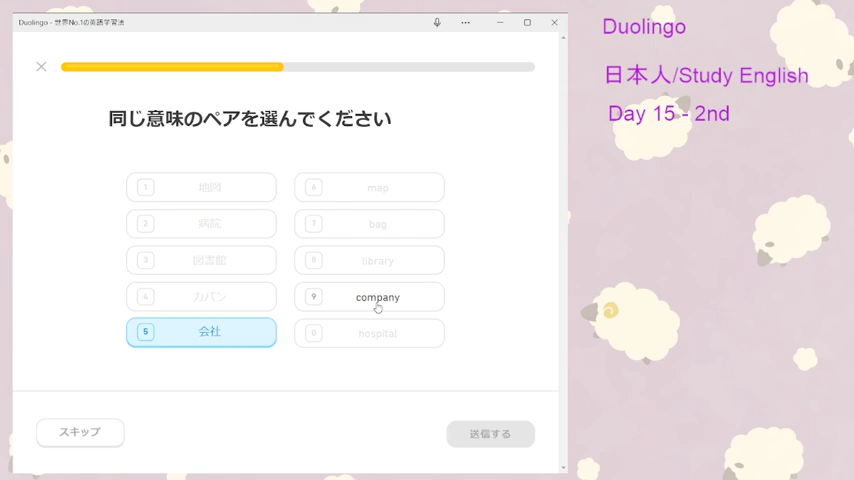 Duolingo - 世界No.1の英語学習法
同じ意味のペアを選んでください
1 地図
2 病院
3 図書館
4 カバン
5 会社
6 map
7 bag
8 library
9 company
0 hospital
スキップ
送信する
Duolingo
日本人/Study English
Day 15 - 2nd